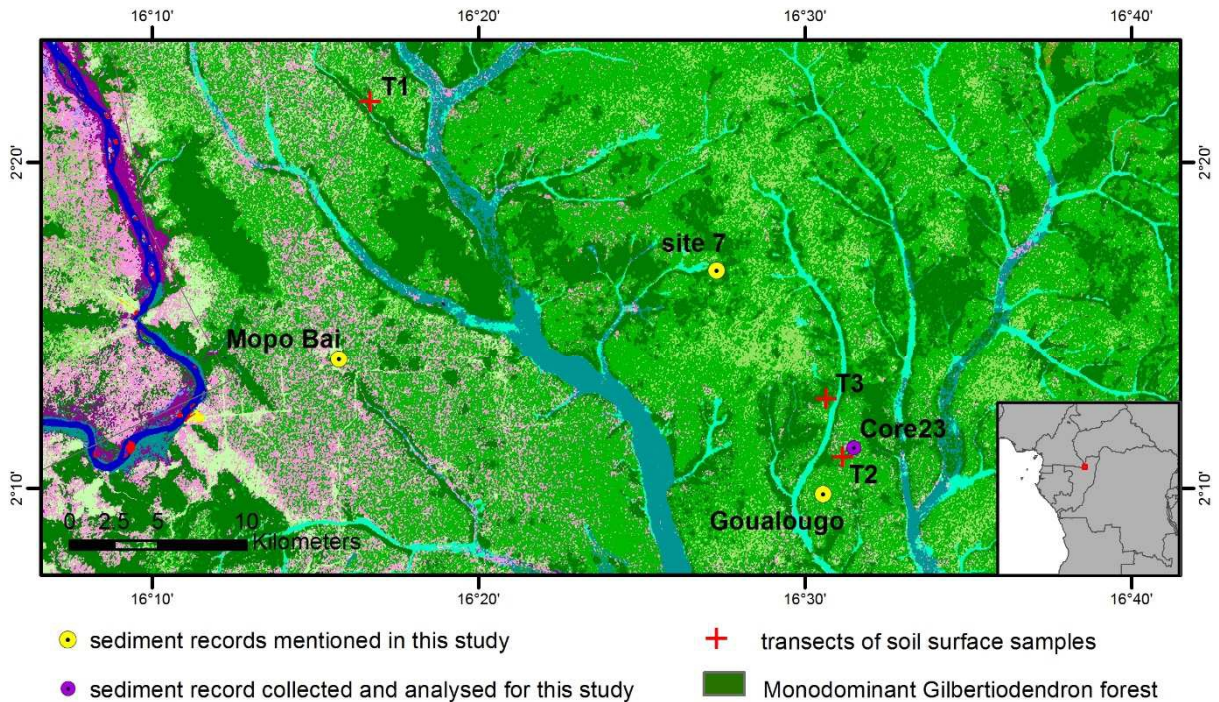 16°10' 16°20' 16°30' 16°40'
T1
2°20' 2°20'
site 7
Mopo Bai
T3
Core23
T2
2°10' 2°10'
Goualougo
0 2.5 5 10
Kilometers
16°10' 16°20' 16°30' 16°40'
sediment records mentioned in this study
transects of soil surface samples
sediment record collected and analysed for this study
Monodominant Gilbertiodendron forest